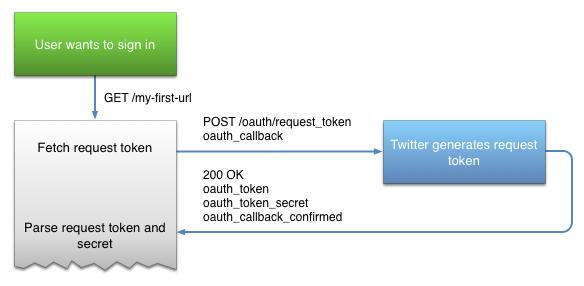 User wants to sign in
GET /my-first-url
Fetch request token
POST /oauth/request_token
oauth_callback
Twitter generates request
token
200 OK
oauth_token
oauth_token_secret
oauth_callback_confirmed
Parse request token and
secret